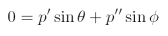 0 = p′ sin θ + p″ sin ϕ